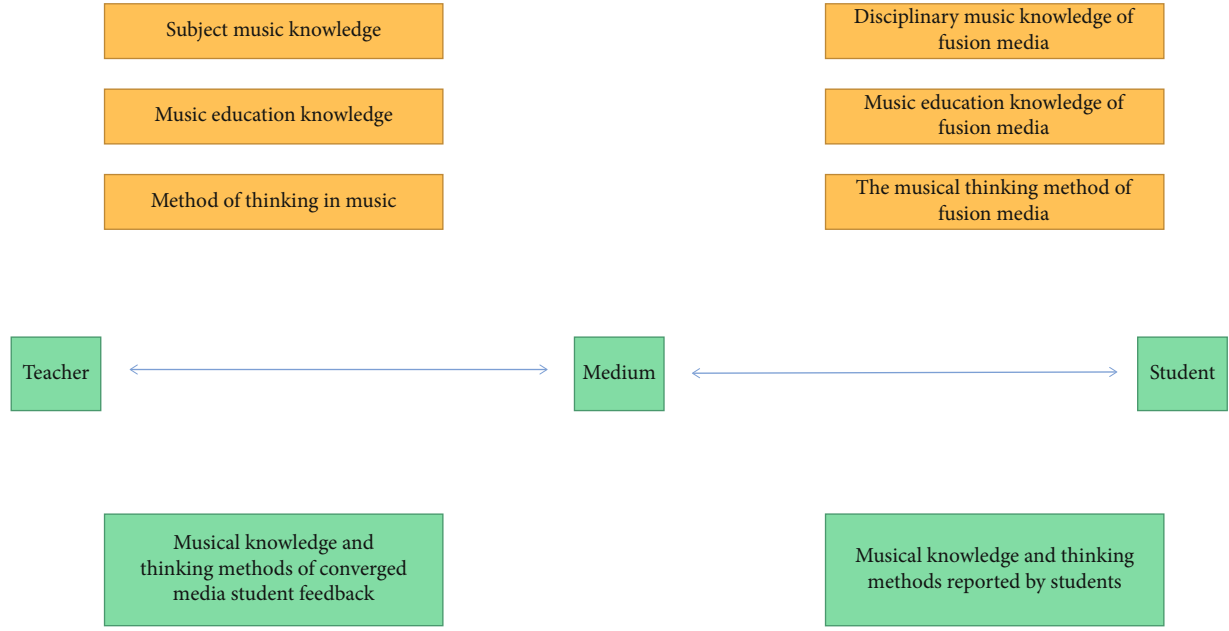 Subject music knowledge
Disciplinary music knowledge of
fusion media
Music education knowledge
Music education knowledge of
fusion media
Method of thinking in music
The musical thinking method of
fusion media
Teacher
Medium
Student
Musical knowledge and
thinking methods of converged
media student feedback
Musical knowledge and thinking
methods reported by students